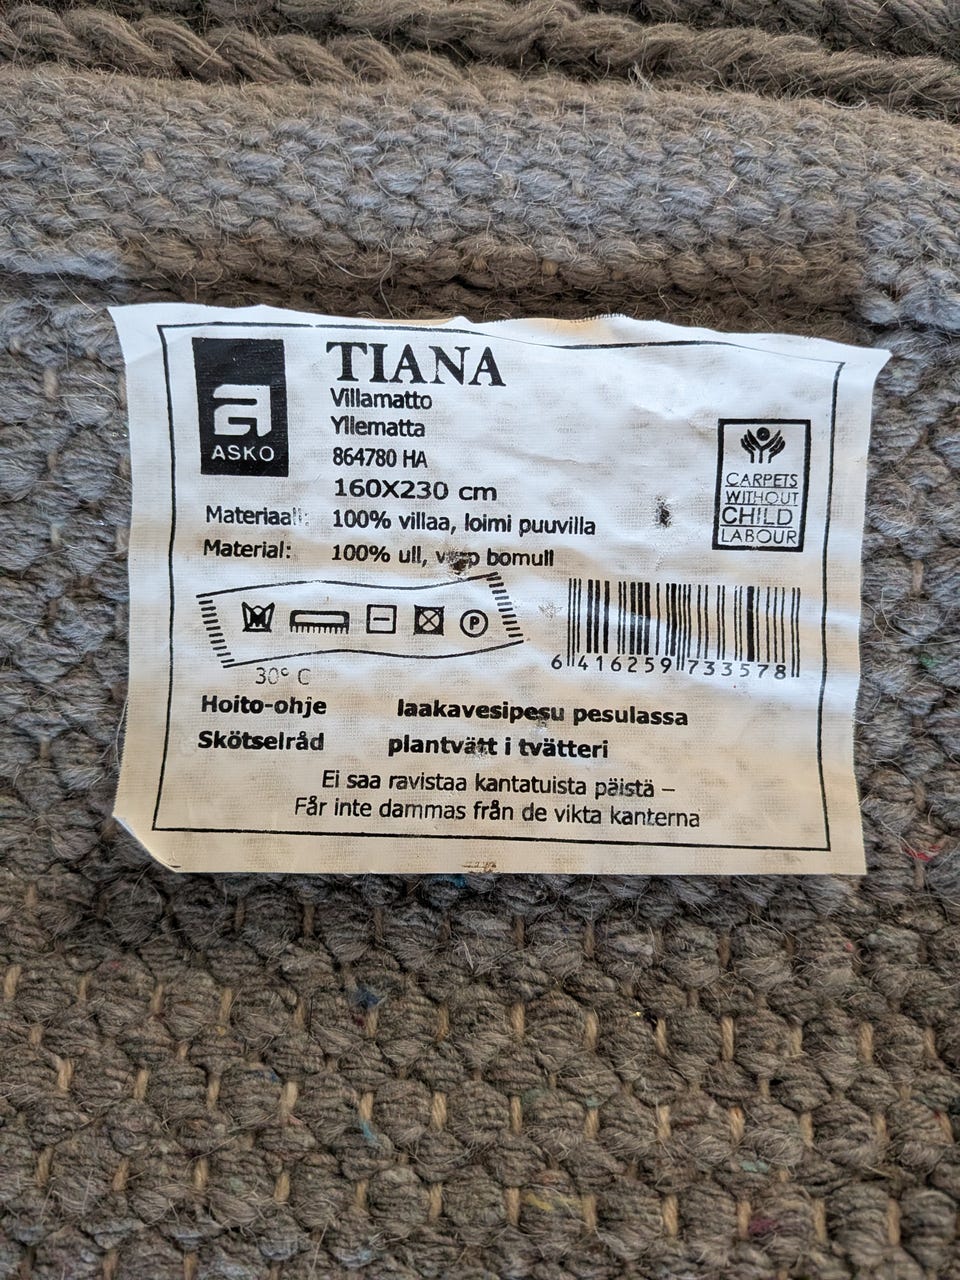 ASKO
TIANA
Villamatto
Yllematta
864780 HA
160X230 cm
Materiaali: 100% villaa, loimi puuvilla
Material: 100% ull, varp bomull
CARPETS
WITHOUT
CHILD
LABOUR
P
30° C
6 416259 733578
Hoito-ohje laakavesipesu pesulassa
Skötselråd plantvätt i tvätteri
Ei saa ravistaa kantatuista päistä –
Får inte dammas från de vikta kanterna